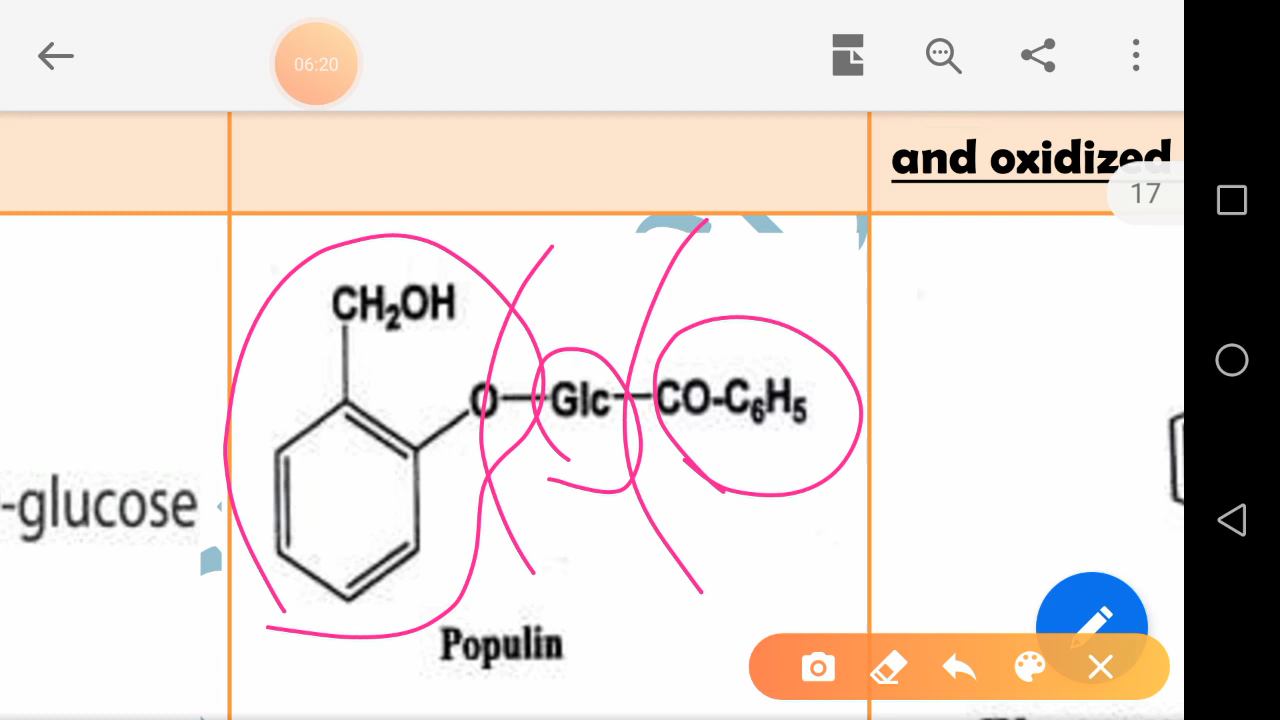 06:20
and oxidized
17
CH₂OH
O-Glc-CO-C₆H₅
-glucose
Populin